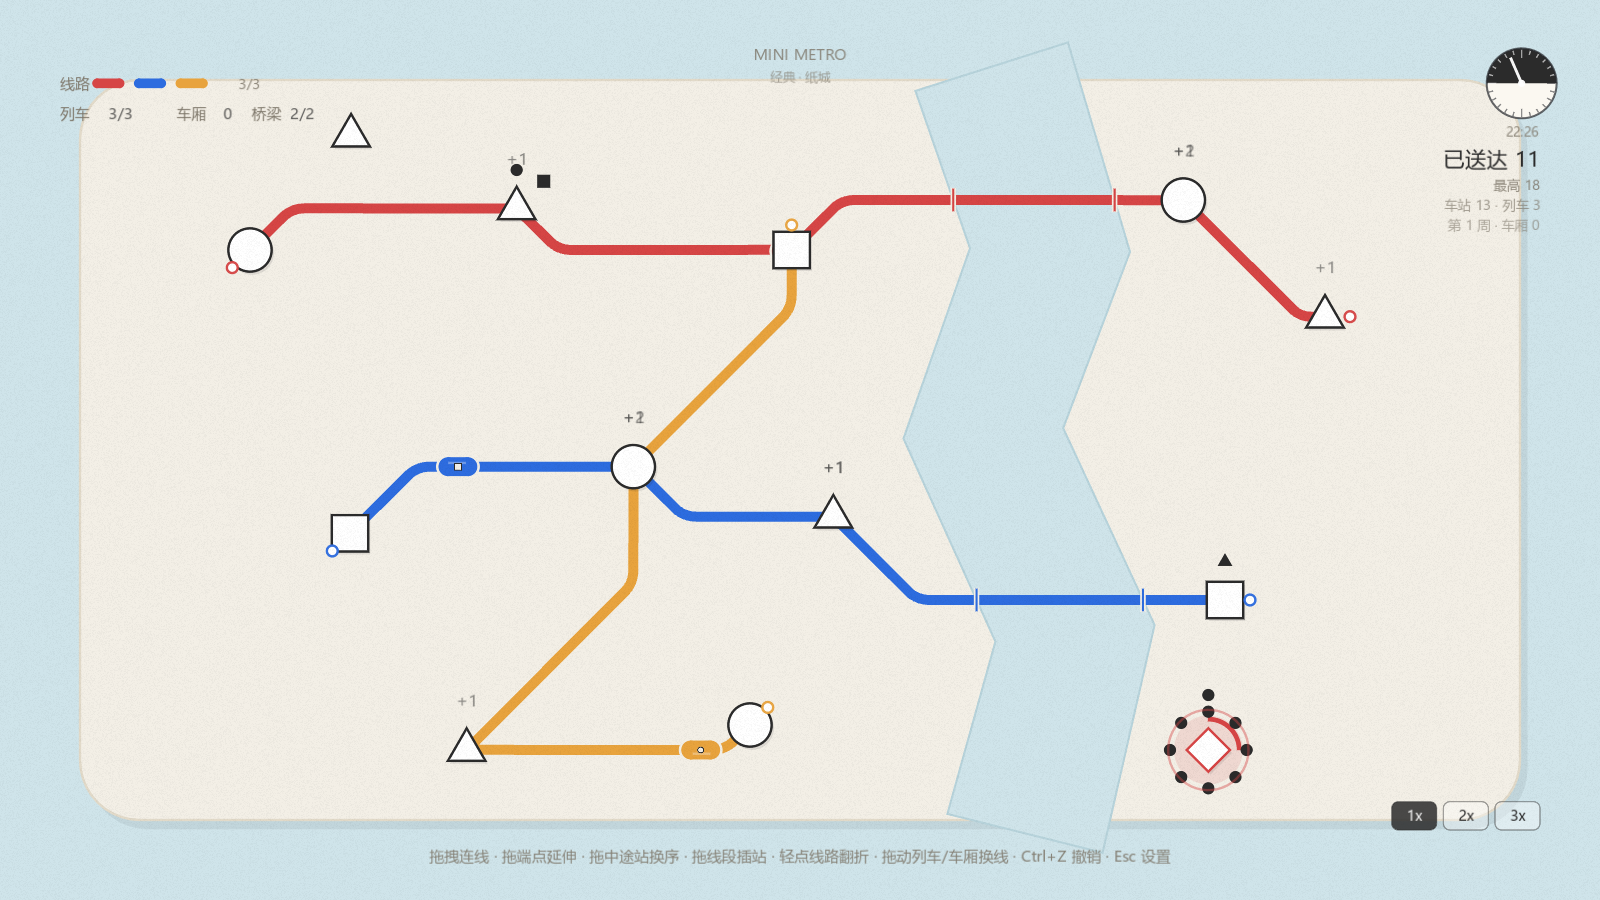 MINI METRO
经典 · 纸城
线路 3/3
列车 3/3 车厢 0 桥梁 2/2
22:26
已送达 11
最高 18
车站 13 · 列车 3
第 1 周 · 车厢 0
+1
+1
+1
+1
1x 2x 3x
拖拽连线 · 拖端点延伸 · 拖中途站换序 · 拖线段插站 · 轻点线路翻折 · 拖动列车/车厢换线 · Ctrl+Z 撤销 · Esc 设置